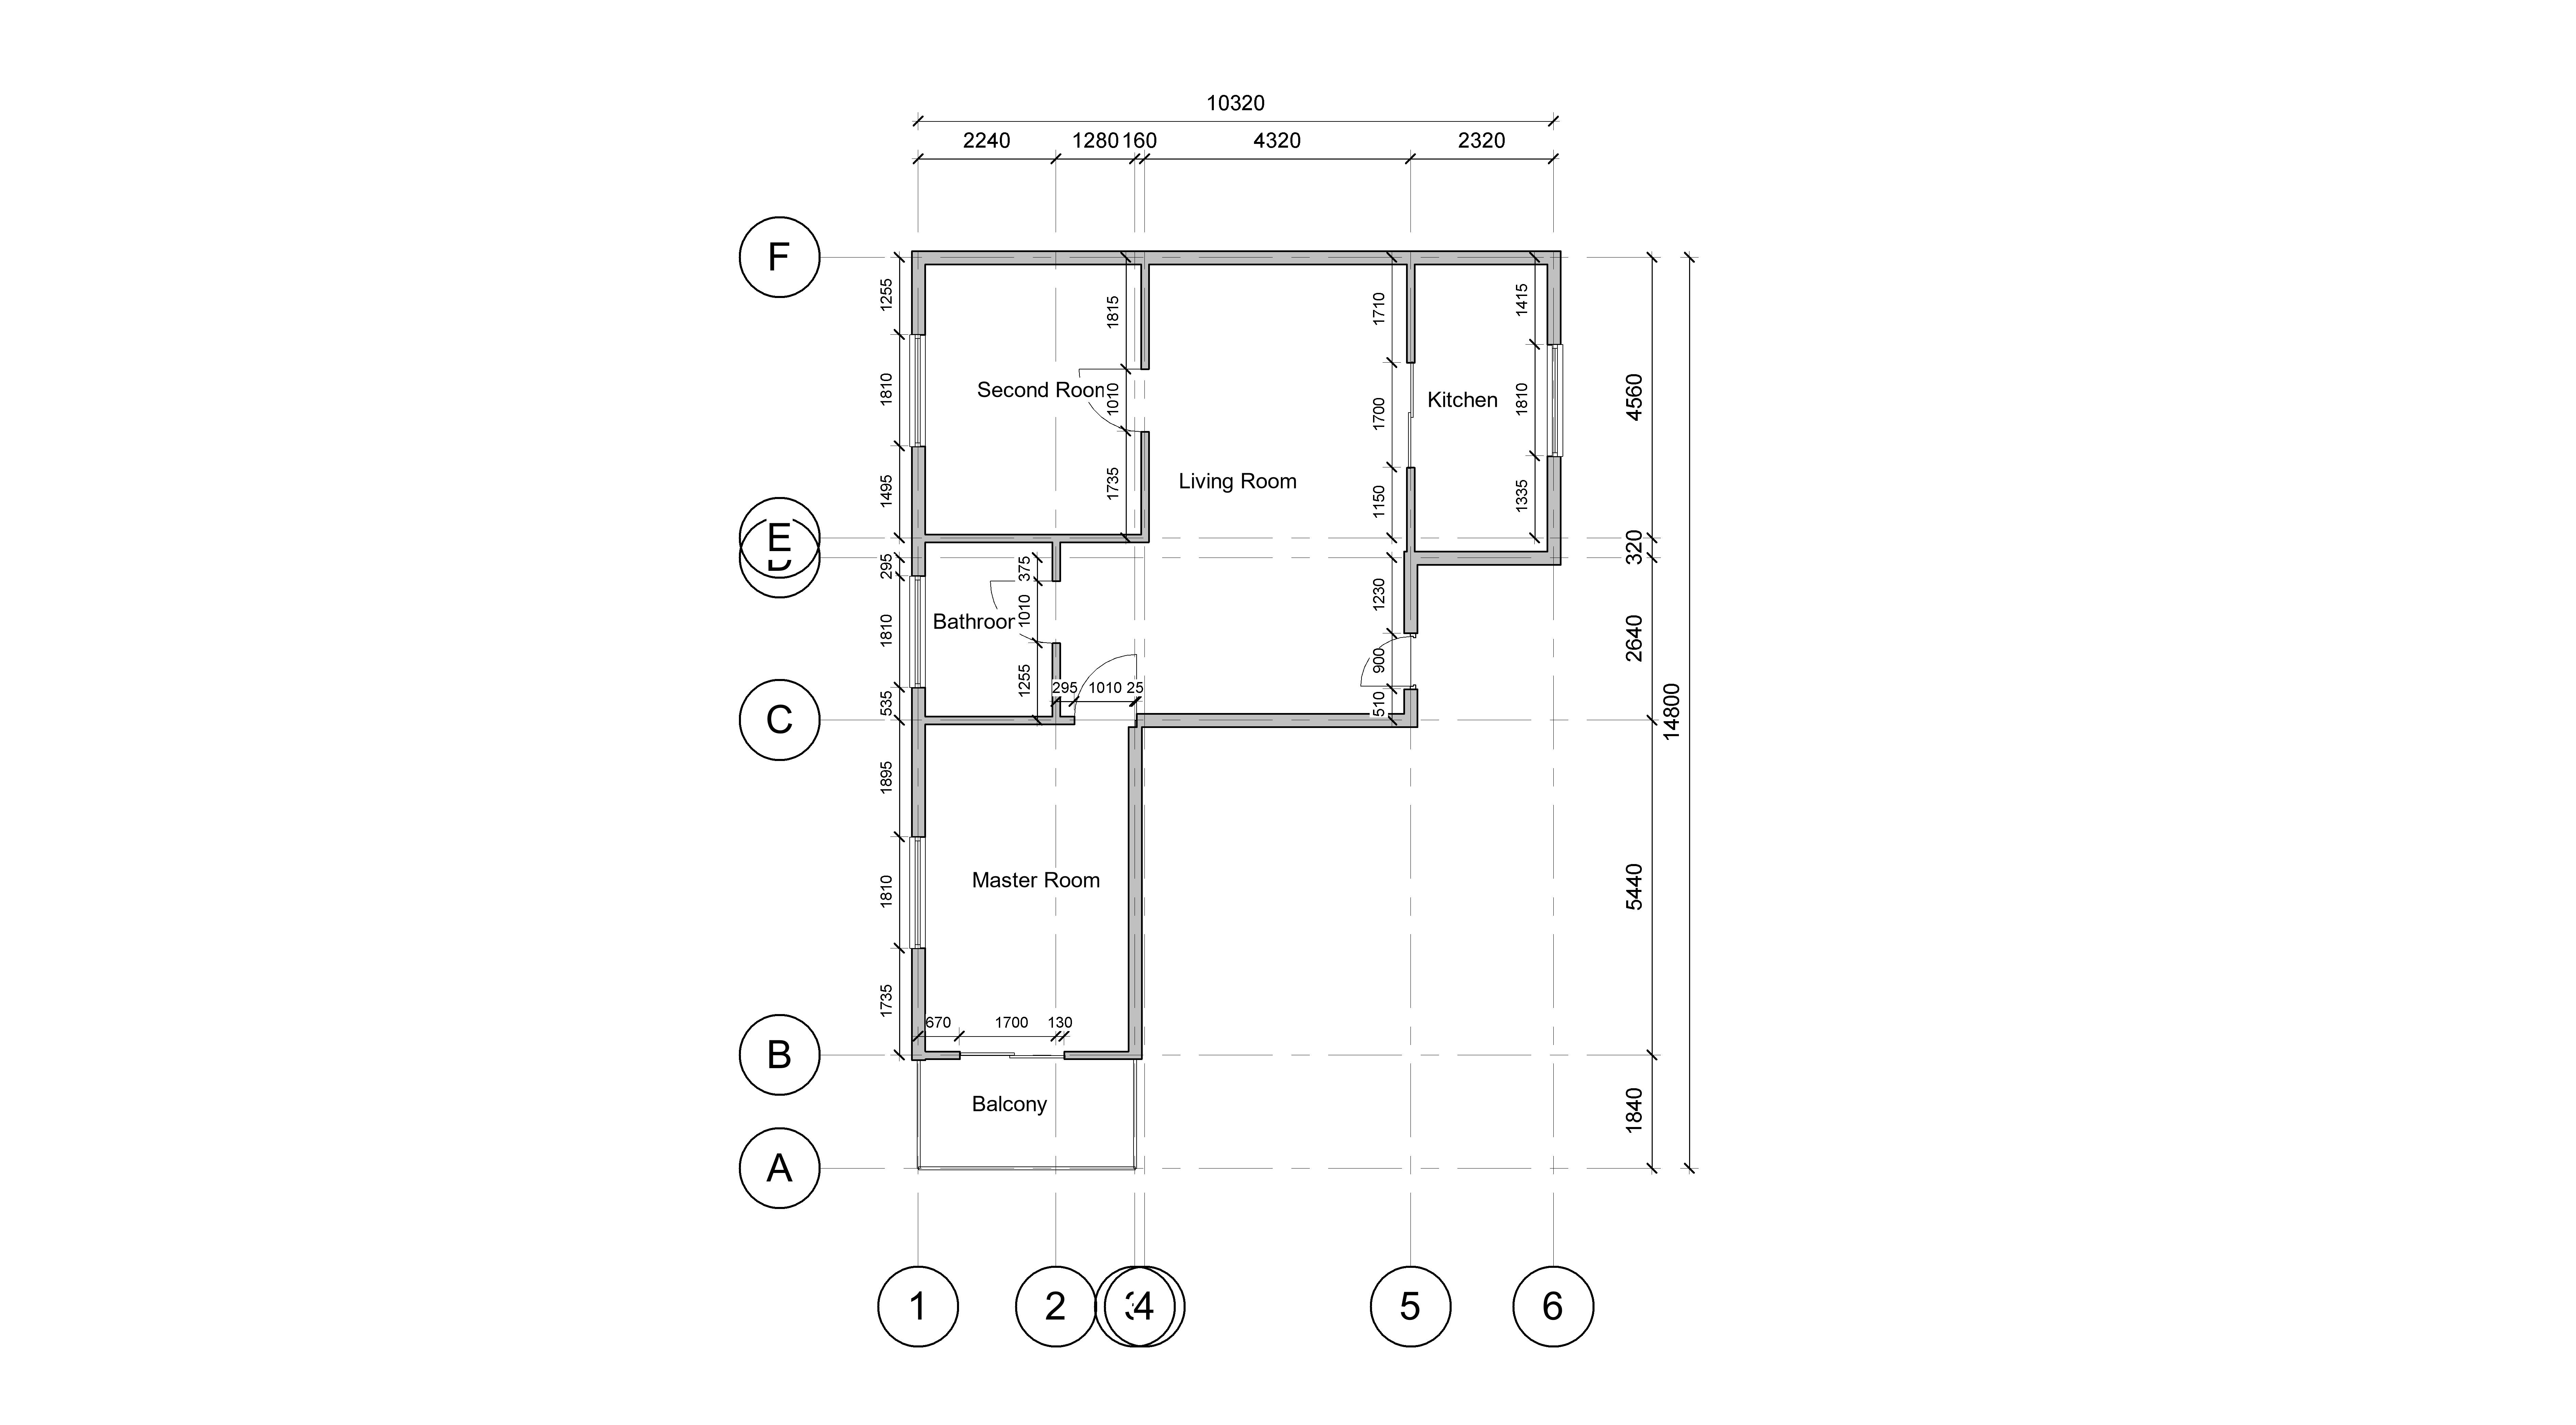 10320
2240 1280 160 4320 2320
F
1255
1815
1710
1415
1810
Second Room
1010
1700
Kitchen
1810
4560
1495
1735
Living Room
1150
1335
E
D
320
295
375
1230
1810
Bathroom
1010
2640
900
1255
295 1010 25
535
510
C
14800
1895
1810
Master Room
5440
1735
670 1700 130
B
Balcony
1840
A
1 2 3 4 5 6